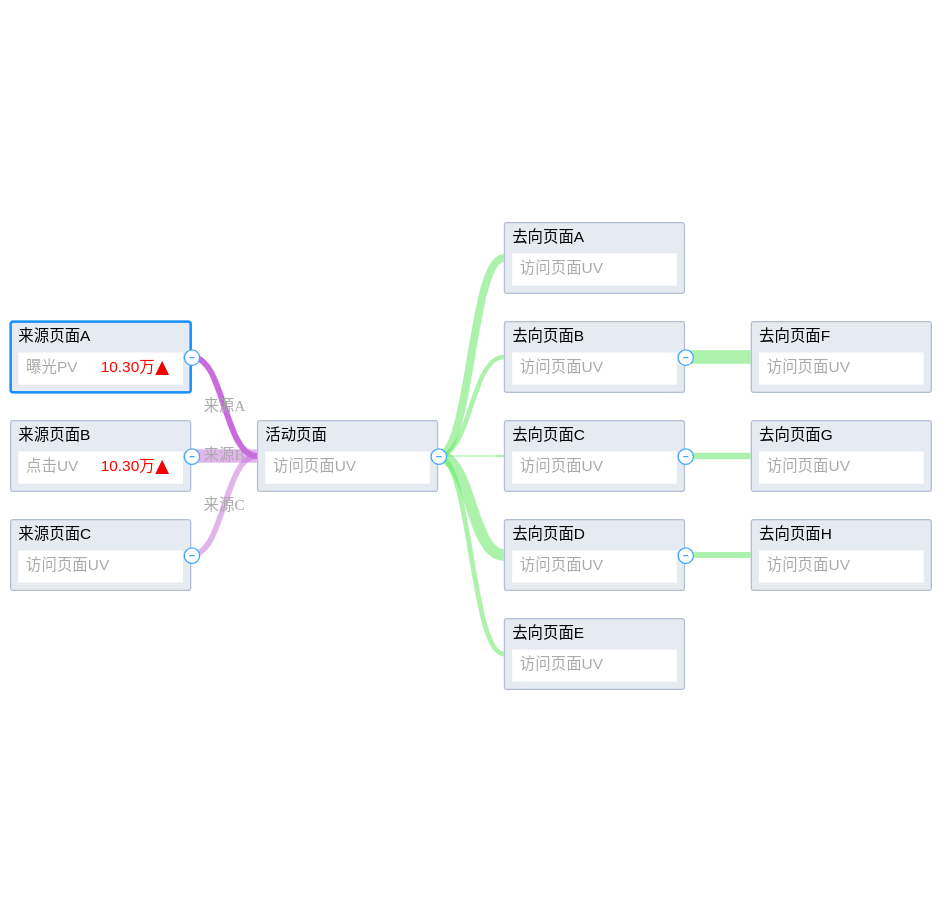 来源页面A
曝光PV 10.30万▲
来源页面B
点击UV 10.30万▲
来源页面C
访问页面UV
来源A
来源B
来源C
活动页面
访问页面UV
去向页面A
访问页面UV
去向页面B
访问页面UV
去向页面C
访问页面UV
去向页面D
访问页面UV
去向页面E
访问页面UV
去向页面F
访问页面UV
去向页面G
访问页面UV
去向页面H
访问页面UV